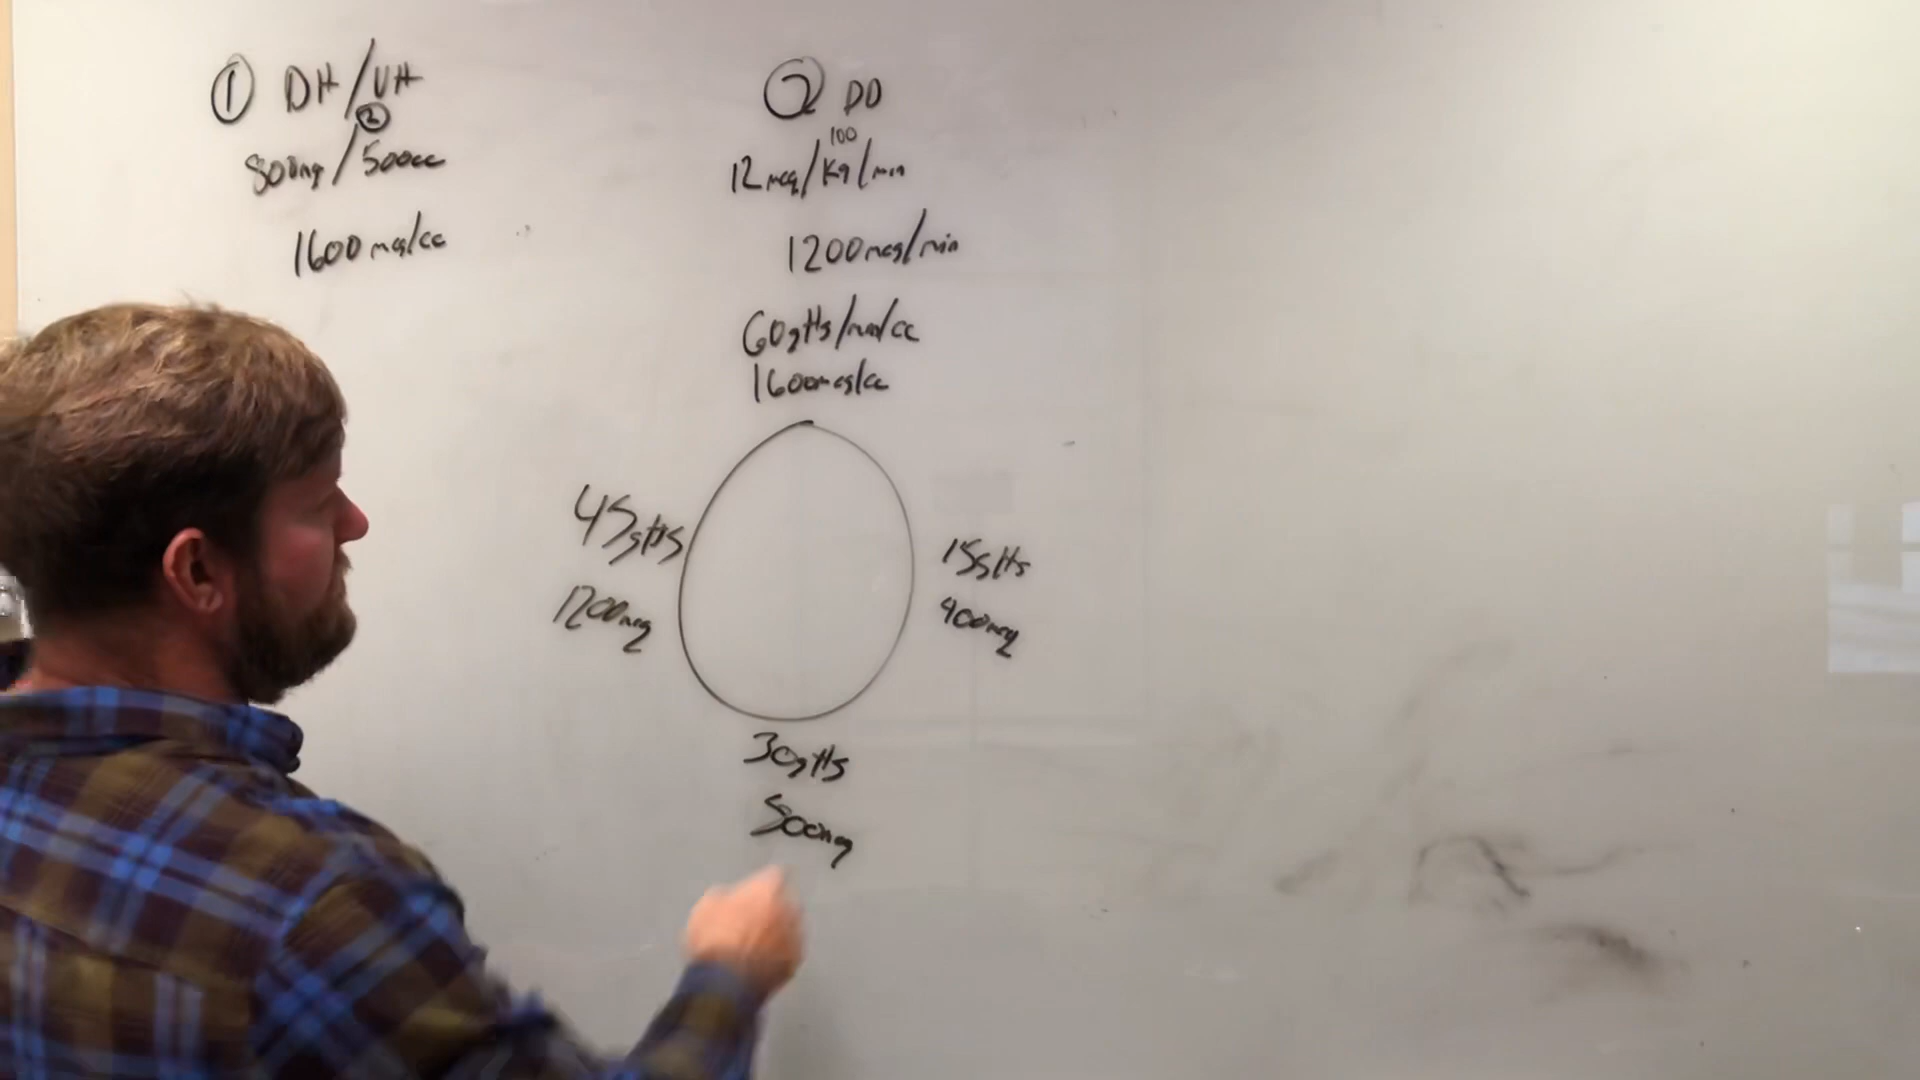 ① DH/VH
②
800mg/500cc
1600mcg/cc
② DD
100
12mcg/kg/min
1200mcg/min
60gtts/min/cc
1600mcg/cc
45gtts
1200mcg
15gtts
400mcg
30gtts
800mcg